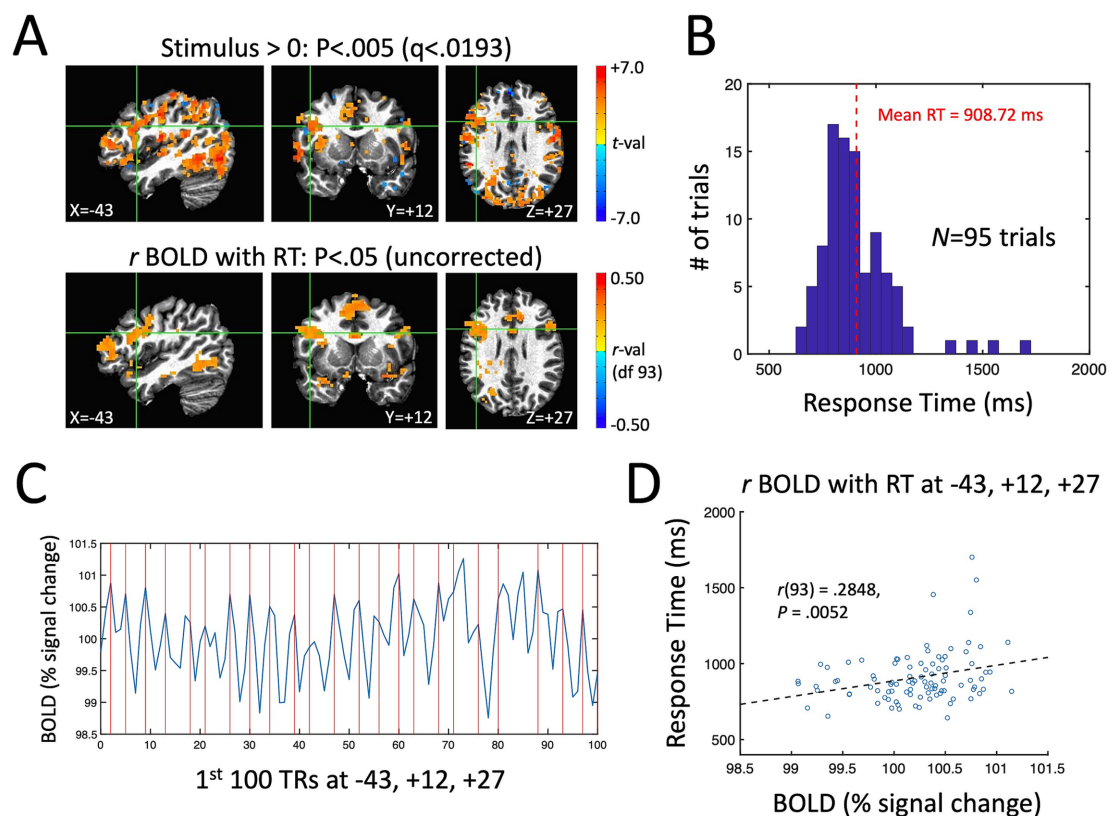 A
Stimulus > 0: P<.005 (q<.0193)
X=-43
Y=+12
Z=+27
+7.0
t-val
-7.0
r BOLD with RT: P<.05 (uncorrected)
X=-43
Y=+12
Z=+27
0.50
r-val
(df 93)
-0.50
B
20
15
10
5
0
# of trials
Mean RT = 908.72 ms
N=95 trials
500 1000 1500 2000
Response Time (ms)
C
101.5
101
100.5
100
99.5
99
98.5
BOLD (% signal change)
0 10 20 30 40 50 60 70 80 90 100
1st 100 TRs at -43, +12, +27
D
r BOLD with RT at -43, +12, +27
2000
1500
1000
500
Response Time (ms)
r(93) = .2848,
P = .0052
98.5 99 99.5 100 100.5 101 101.5
BOLD (% signal change)